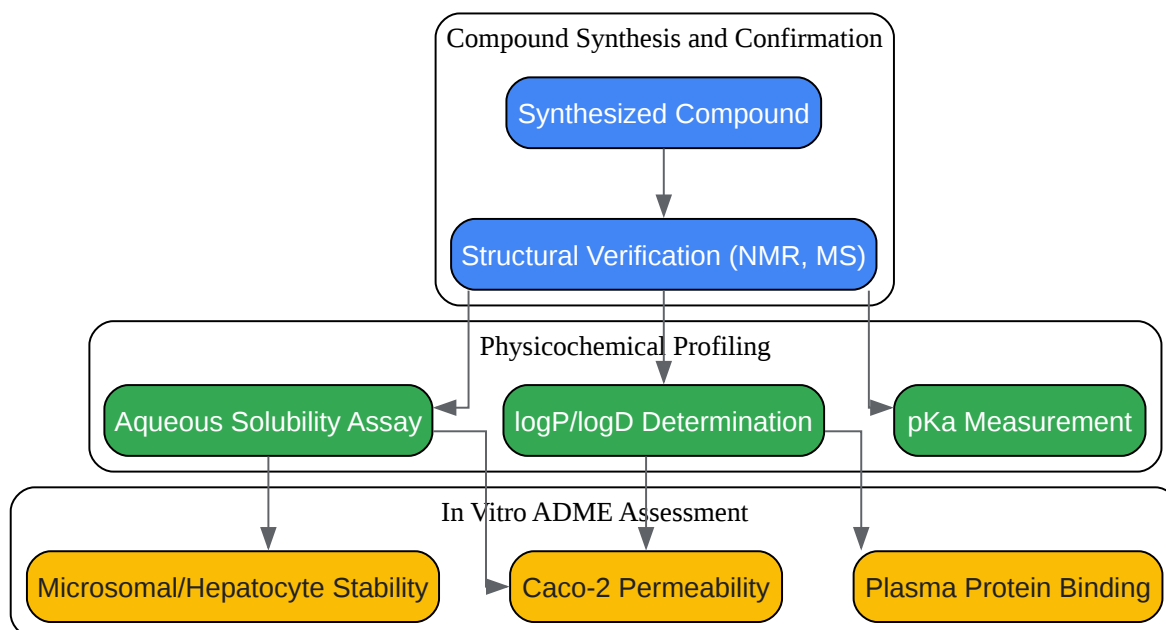 Compound Synthesis and Confirmation
Synthesized Compound
Structural Verification (NMR, MS)
Physicochemical Profiling
Aqueous Solubility Assay
logP/logD Determination
pKa Measurement
In Vitro ADME Assessment
Microsomal/Hepatocyte Stability
Caco-2 Permeability
Plasma Protein Binding